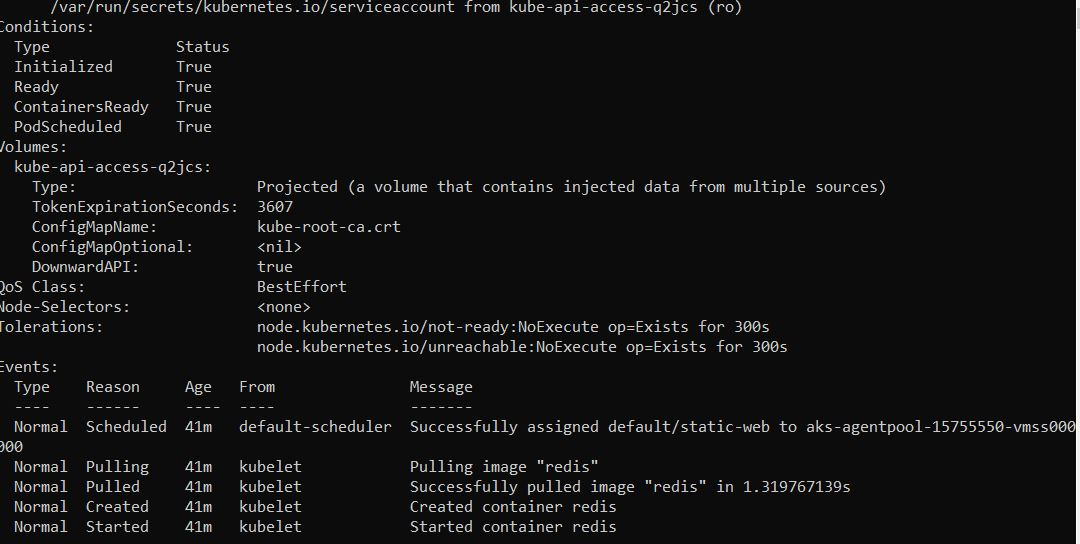 /var/run/secrets/kubernetes.io/serviceaccount from kube-api-access-q2jcs (ro)
Conditions:
Type Status
Initialized True
Ready True
ContainersReady True
PodScheduled True
Volumes:
kube-api-access-q2jcs:
Type: Projected (a volume that contains injected data from multiple sources)
TokenExpirationSeconds: 3607
ConfigMapName: kube-root-ca.crt
ConfigMapOptional: <nil>
DownwardAPI: true
QoS Class: BestEffort
Node-Selectors: <none>
Tolerations: node.kubernetes.io/not-ready:NoExecute op=Exists for 300s
node.kubernetes.io/unreachable:NoExecute op=Exists for 300s
Events:
Type Reason Age From Message
---- ------ ---- ---- -------
Normal Scheduled 41m default-scheduler Successfully assigned default/static-web to aks-agentpool-15755550-vmss000
000
Normal Pulling 41m kubelet Pulling image "redis"
Normal Pulled 41m kubelet Successfully pulled image "redis" in 1.319767139s
Normal Created 41m kubelet Created container redis
Normal Started 41m kubelet Started container redis